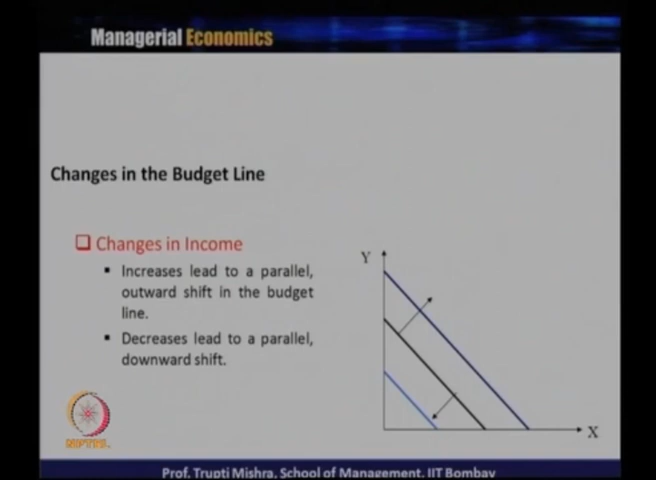 Managerial Economics
Changes in the Budget Line
❑ Changes in Income
▪ Increases lead to a parallel,
outward shift in the budget
line.
▪ Decreases lead to a parallel,
downward shift.
Y
X
NPTEL
Prof. Trupti Mishra, School of Management, IIT Bombay